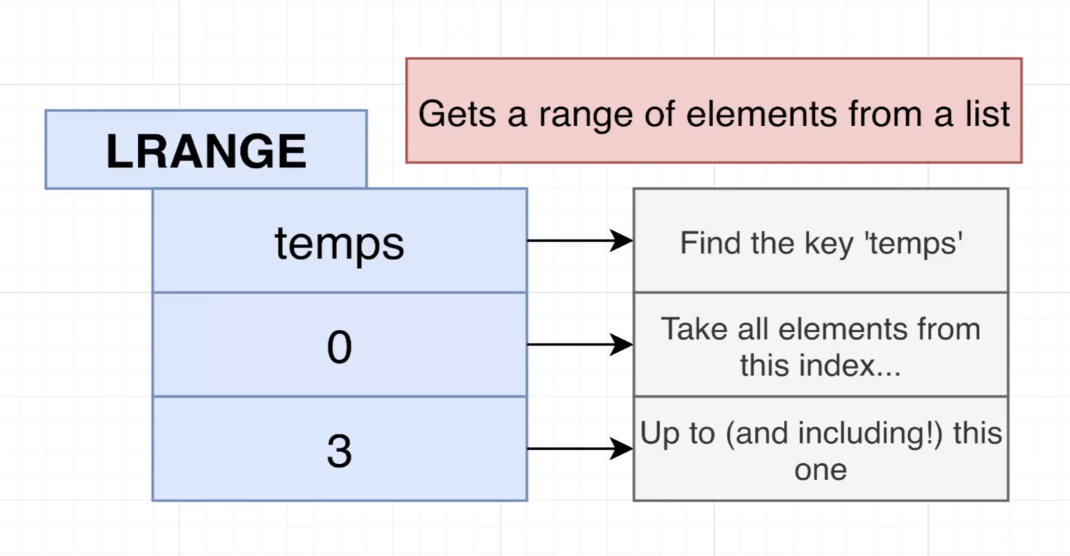 Gets a range of elements from a list
LRANGE
temps
Find the key 'temps'
0
Take all elements from
this index...
3
Up to (and including!) this
one